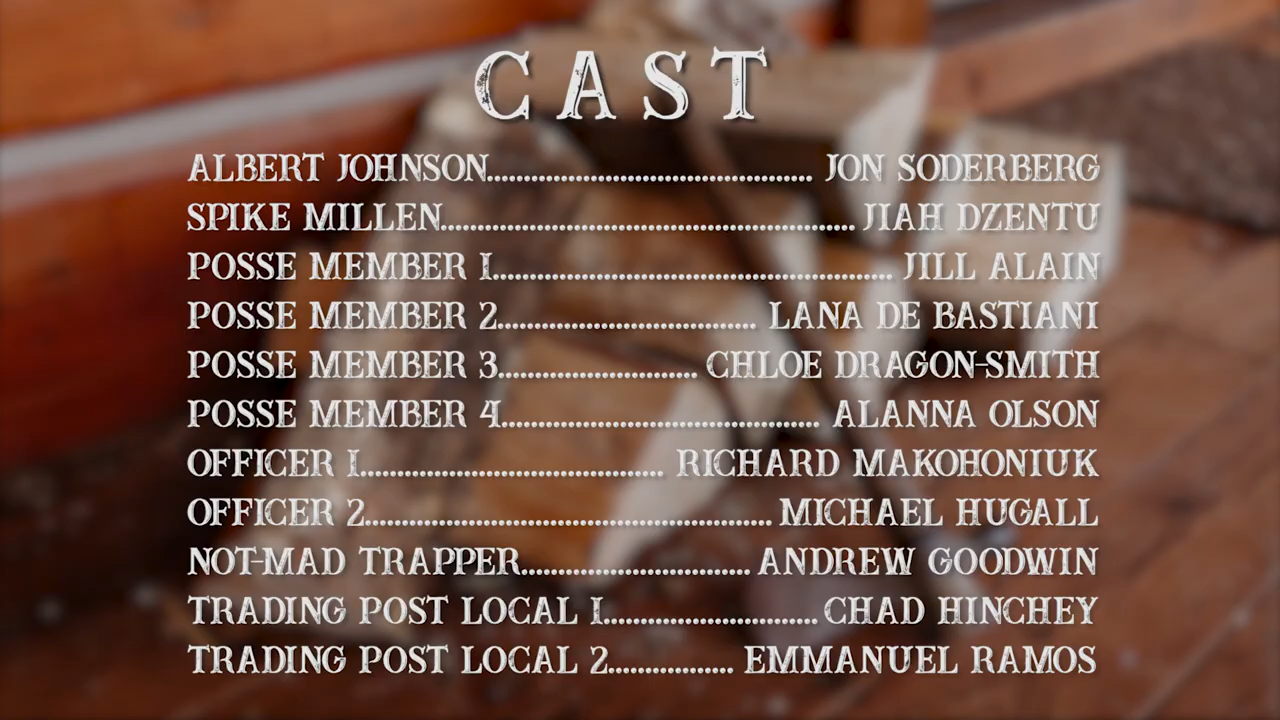 CAST
ALBERT JOHNSON........................................... JON SODERBERG
SPIKE MILLEN....................................................... JIAH DZENTU
POSSE MEMBER 1..................................................... JILL ALAIN
POSSE MEMBER 2.................................. LANA DE BASTIANI
POSSE MEMBER 3.......................... CHLOE DRAGON-SMITH
POSSE MEMBER 4.......................................... ALANNA OLSON
OFFICER 1........................................ RICHARD MAKOHONIUK
OFFICER 2...................................................... MICHAEL HUGALL
NOT-MAD TRAPPER.............................. ANDREW GOODWIN
TRADING POST LOCAL 1............................ CHAD HINCHEY
TRADING POST LOCAL 2................ EMMANUEL RAMOS